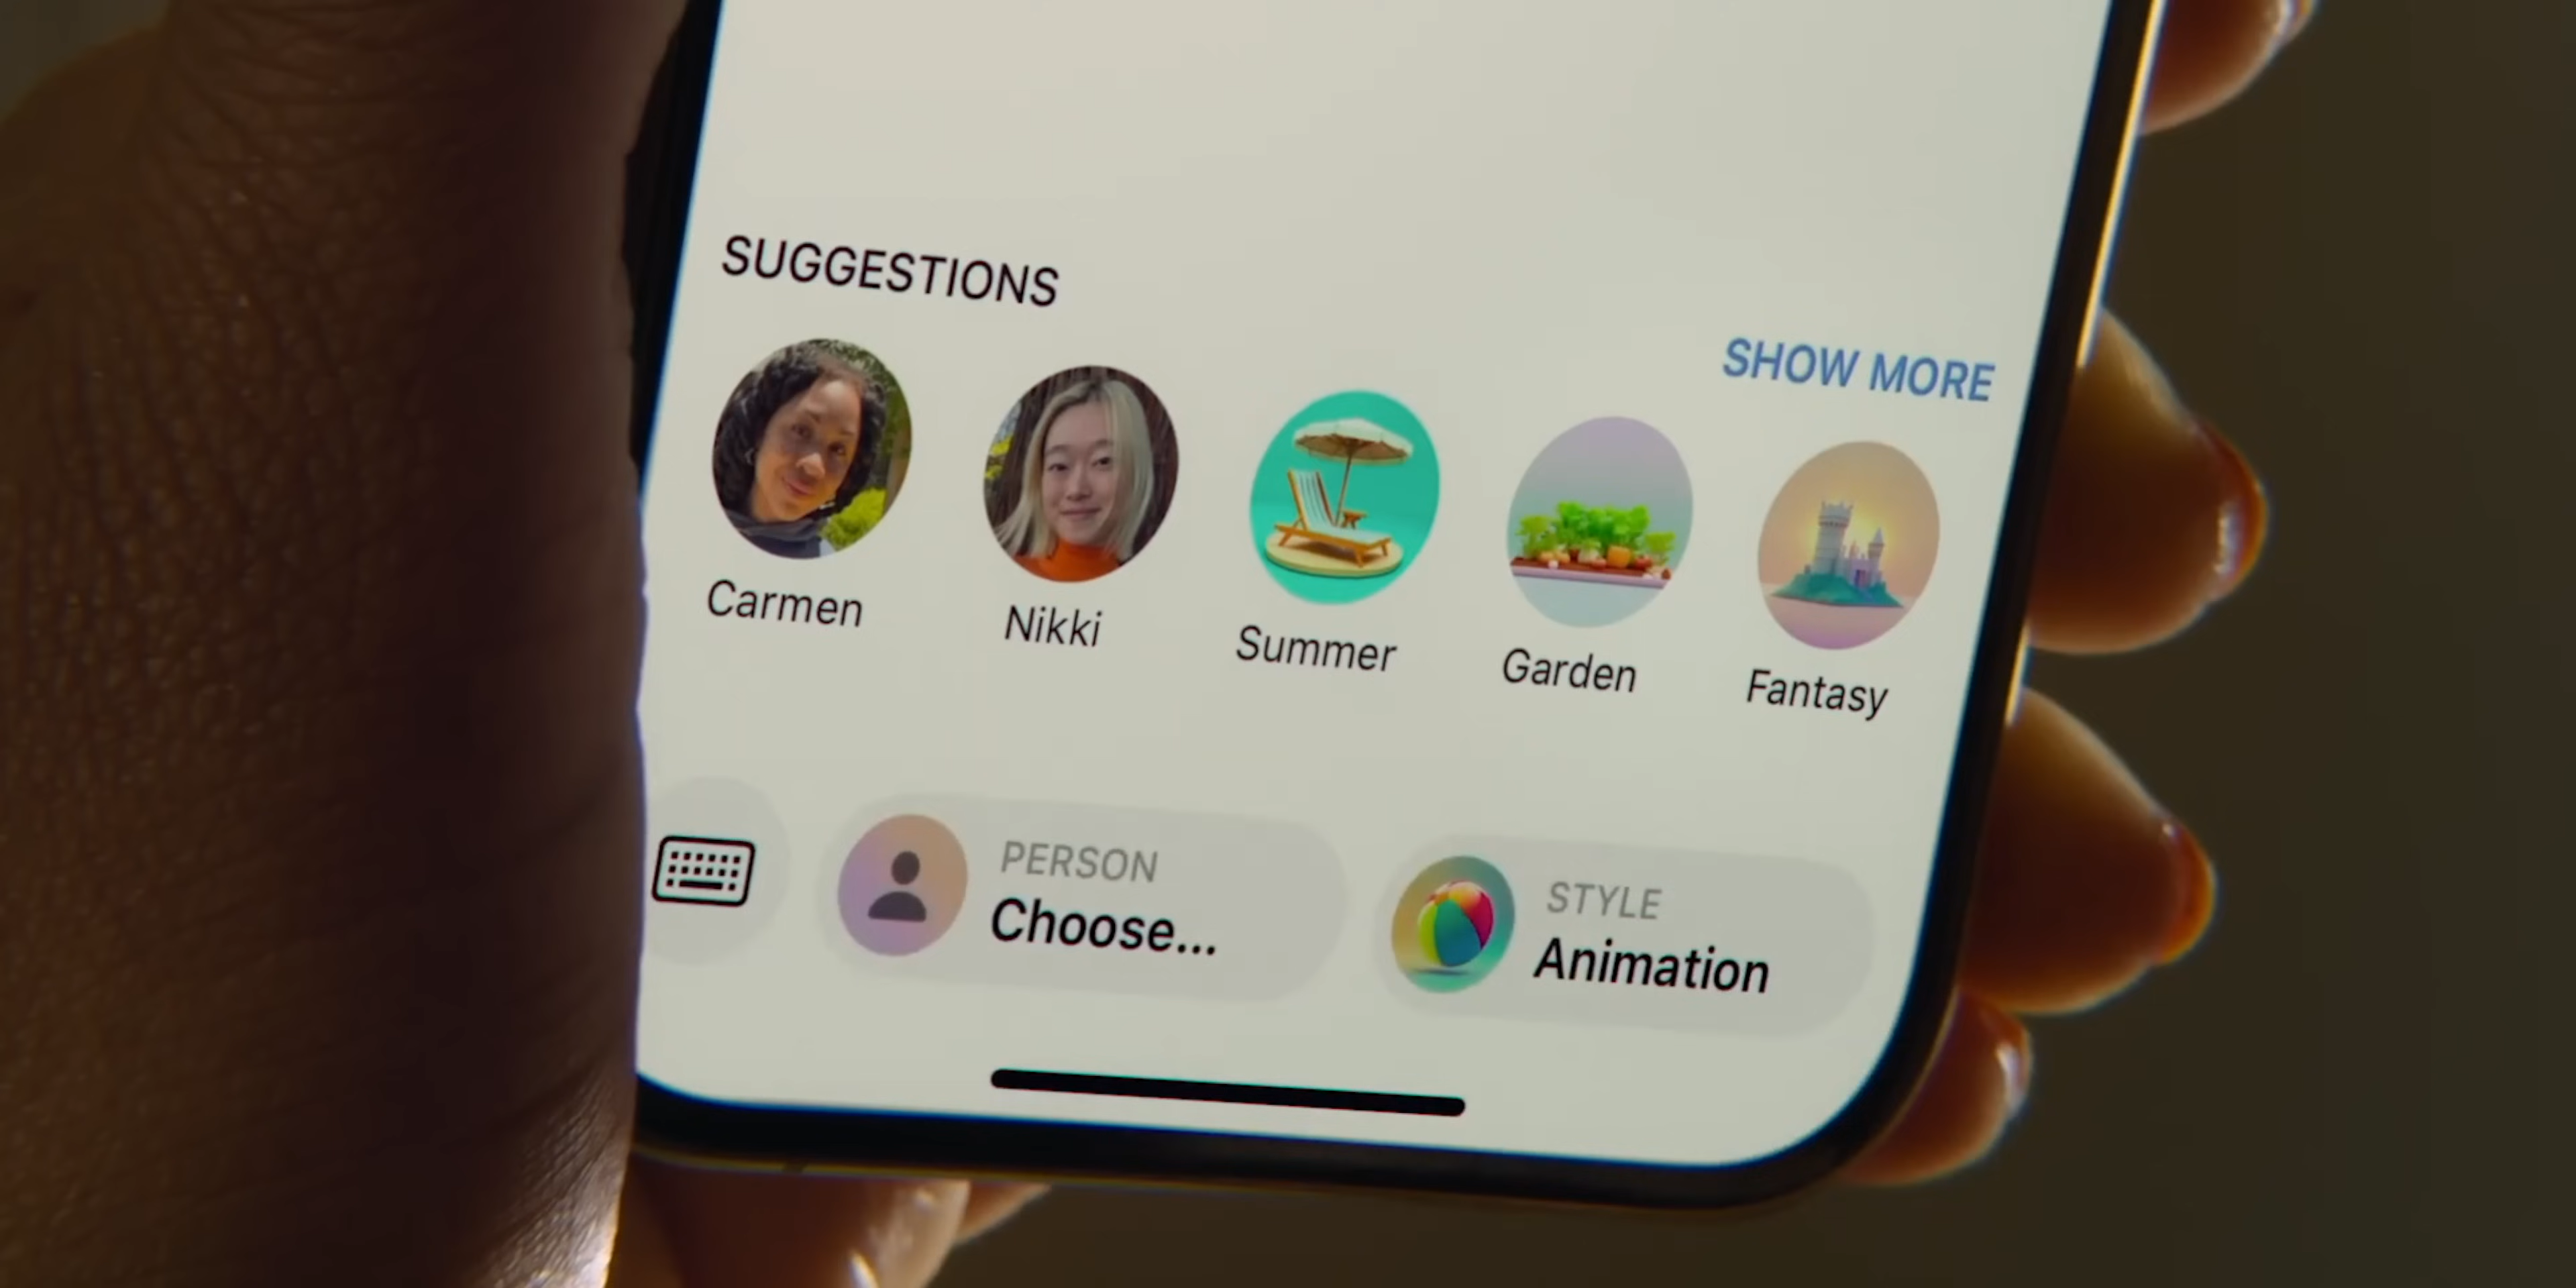 SUGGESTIONS
SHOW MORE
Carmen
Nikki
Summer
Garden
Fantasy
PERSON
Choose...
STYLE
Animation